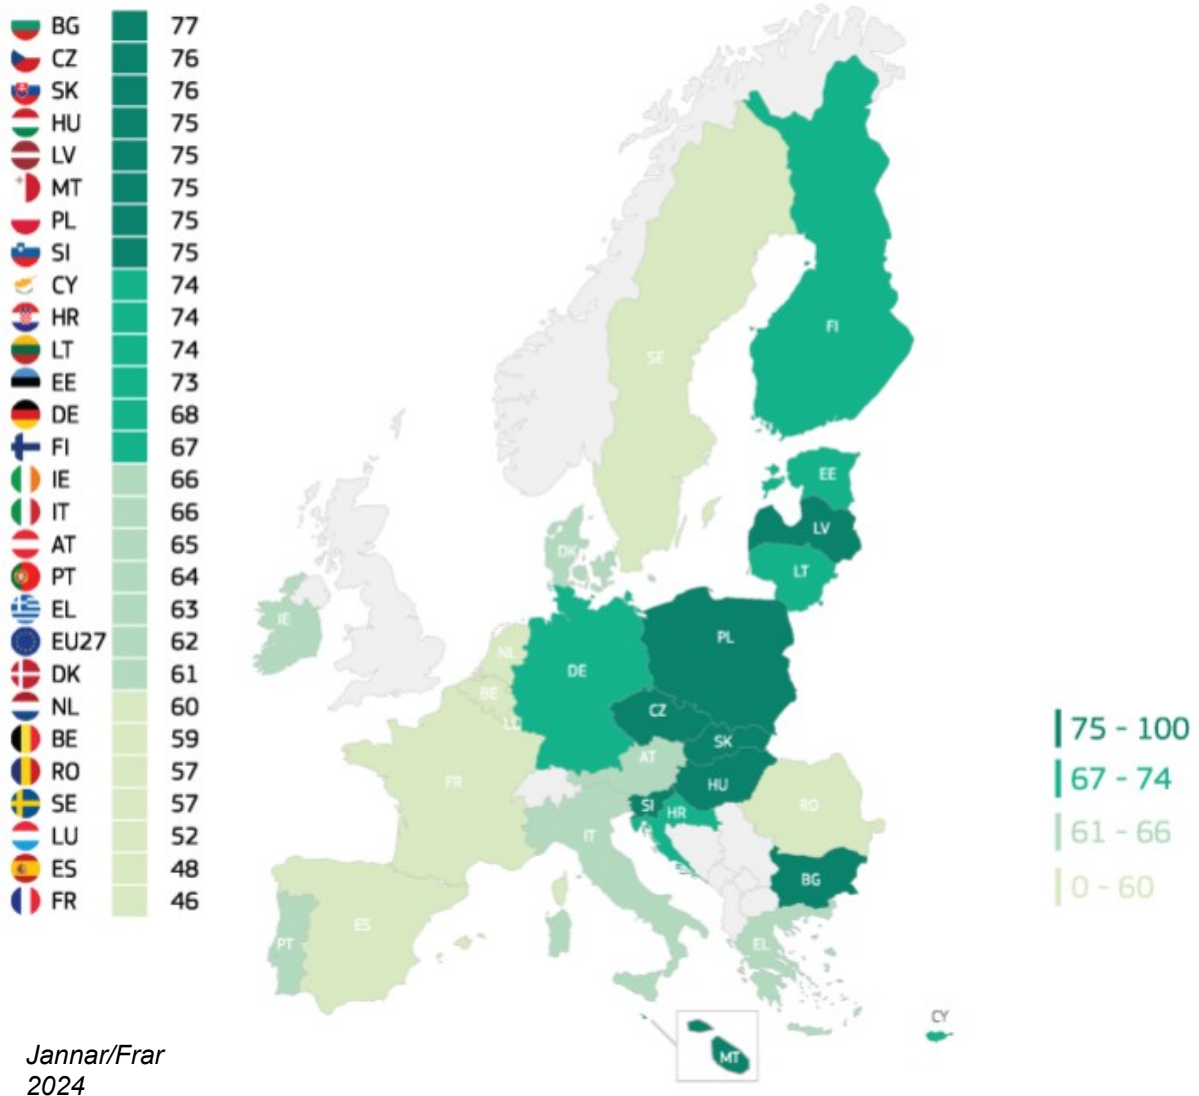 BG 77
CZ 76
SK 76
HU 75
LV 75
MT 75
PL 75
SI 75
CY 74
HR 74
LT 74
EE 73
DE 68
FI 67
IE 66
IT 66
AT 65
PT 64
EL 63
EU27 62
DK 61
NL 60
BE 59
RO 57
SE 57
LU 52
ES 48
FR 46
FI
SE
EE
LV
DK
LT
IE
PL
NL
DE
BE
CZ
LU
SK
AT
FR
HU
SI
HR
RO
IT
BG
ES
PT
EL
CY
MT
75 - 100
67 - 74
61 - 66
0 - 60
Jannar/Frar
2024